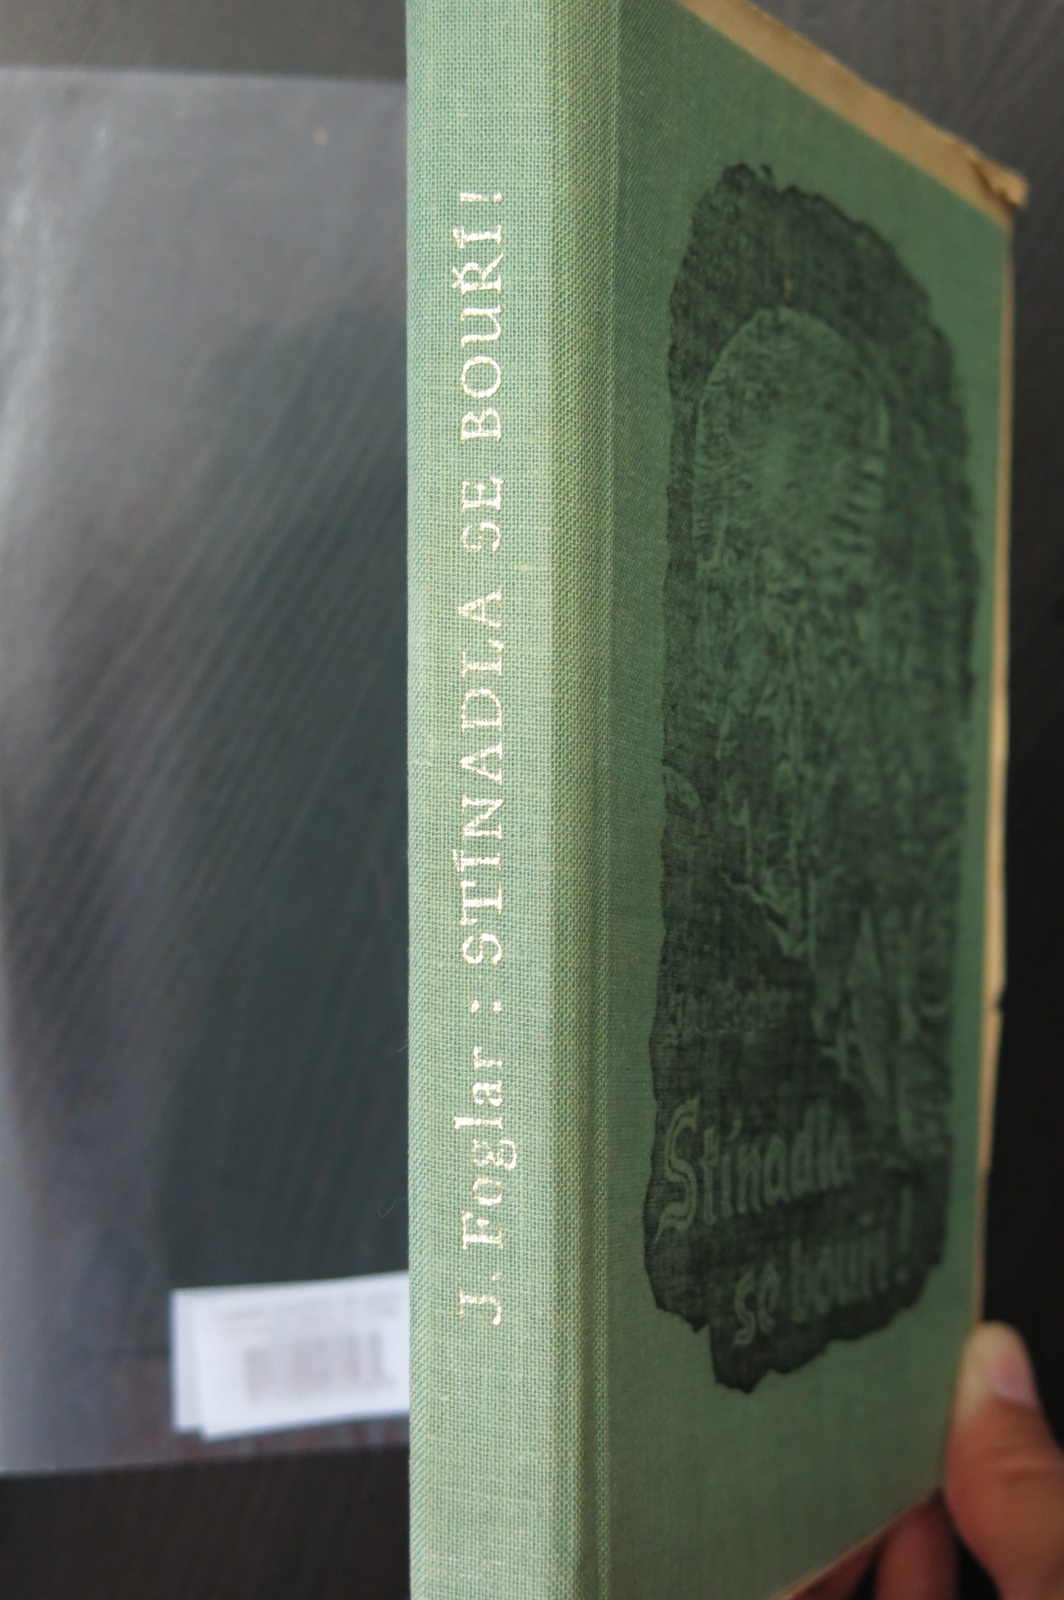 J. Foglar : STÍNADLA SE BOUŘÍ!
Stínadla
se bouří!